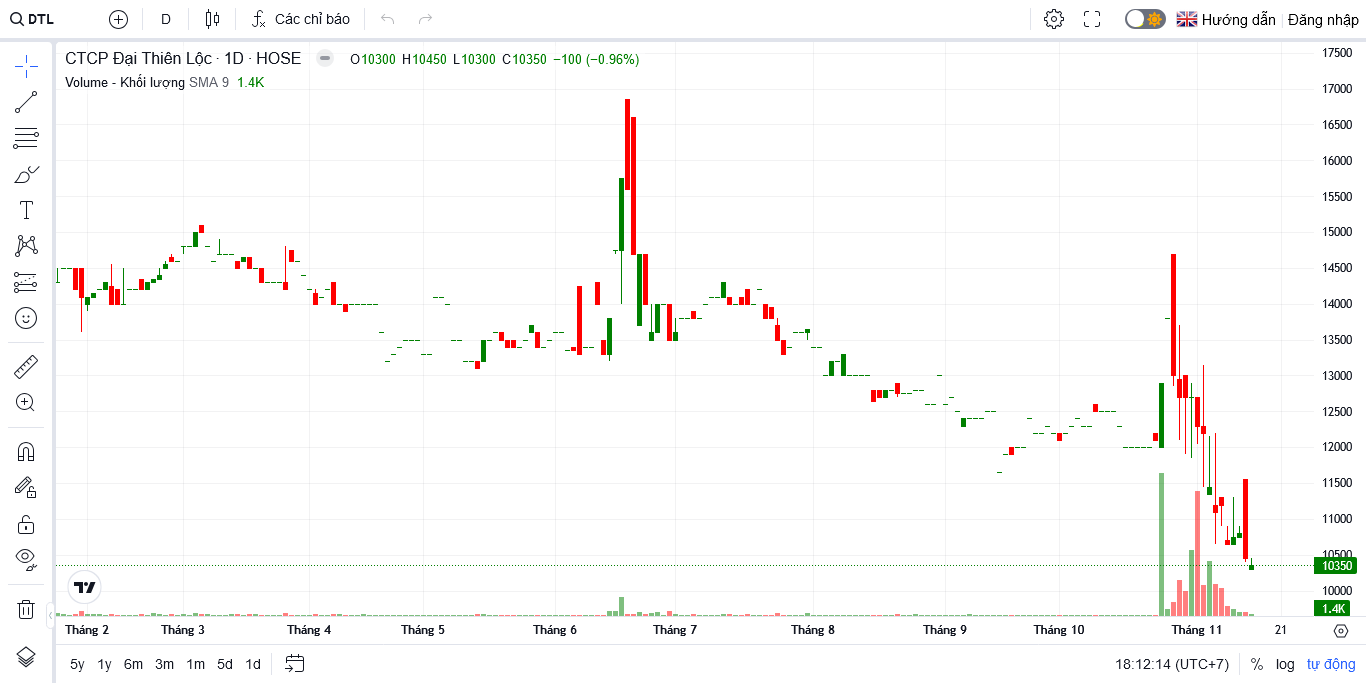 DTL D Các chỉ báo Hướng dẫn Đăng nhập
CTCP Đại Thiên Lộc · 1D · HOSE O10300 H10450 L10300 C10350 −100 (−0.96%)
Volume - Khối lượng SMA 9 1.4K
17500
17000
16500
16000
15500
15000
14500
14000
13500
13000
12500
12000
11500
11000
10500
10350
10000
1.4K
Tháng 2 Tháng 3 Tháng 4 Tháng 5 Tháng 6 Tháng 7 Tháng 8 Tháng 9 Tháng 10 Tháng 11 21
5y 1y 6m 3m 1m 5d 1d 18:12:14 (UTC+7) % log tự động